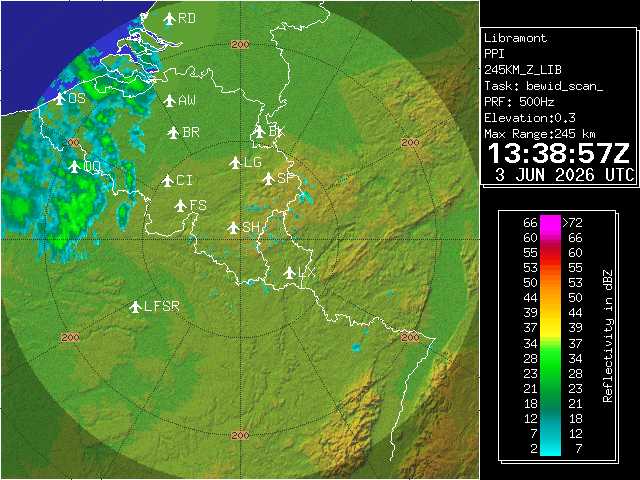 Libramont
PPI
245KM_Z_LIB
Task: bewid_scan_
PRF: 500Hz
Elevation:0.3
Max Range:245 km
13:38:57Z
3 JUN 2026 UTC
RD
200
OS
AW
BR
BK
200
200
LG
CI
SP
FS
SH
LX
LFSR
200
200
200
66 >72
60 66
55 60
53 55
50 53
44 50
39 44
37 39
34 37
28 34
23 28
21 23
18 21
12 18
7 12
2 7
Reflectivity in dBZ